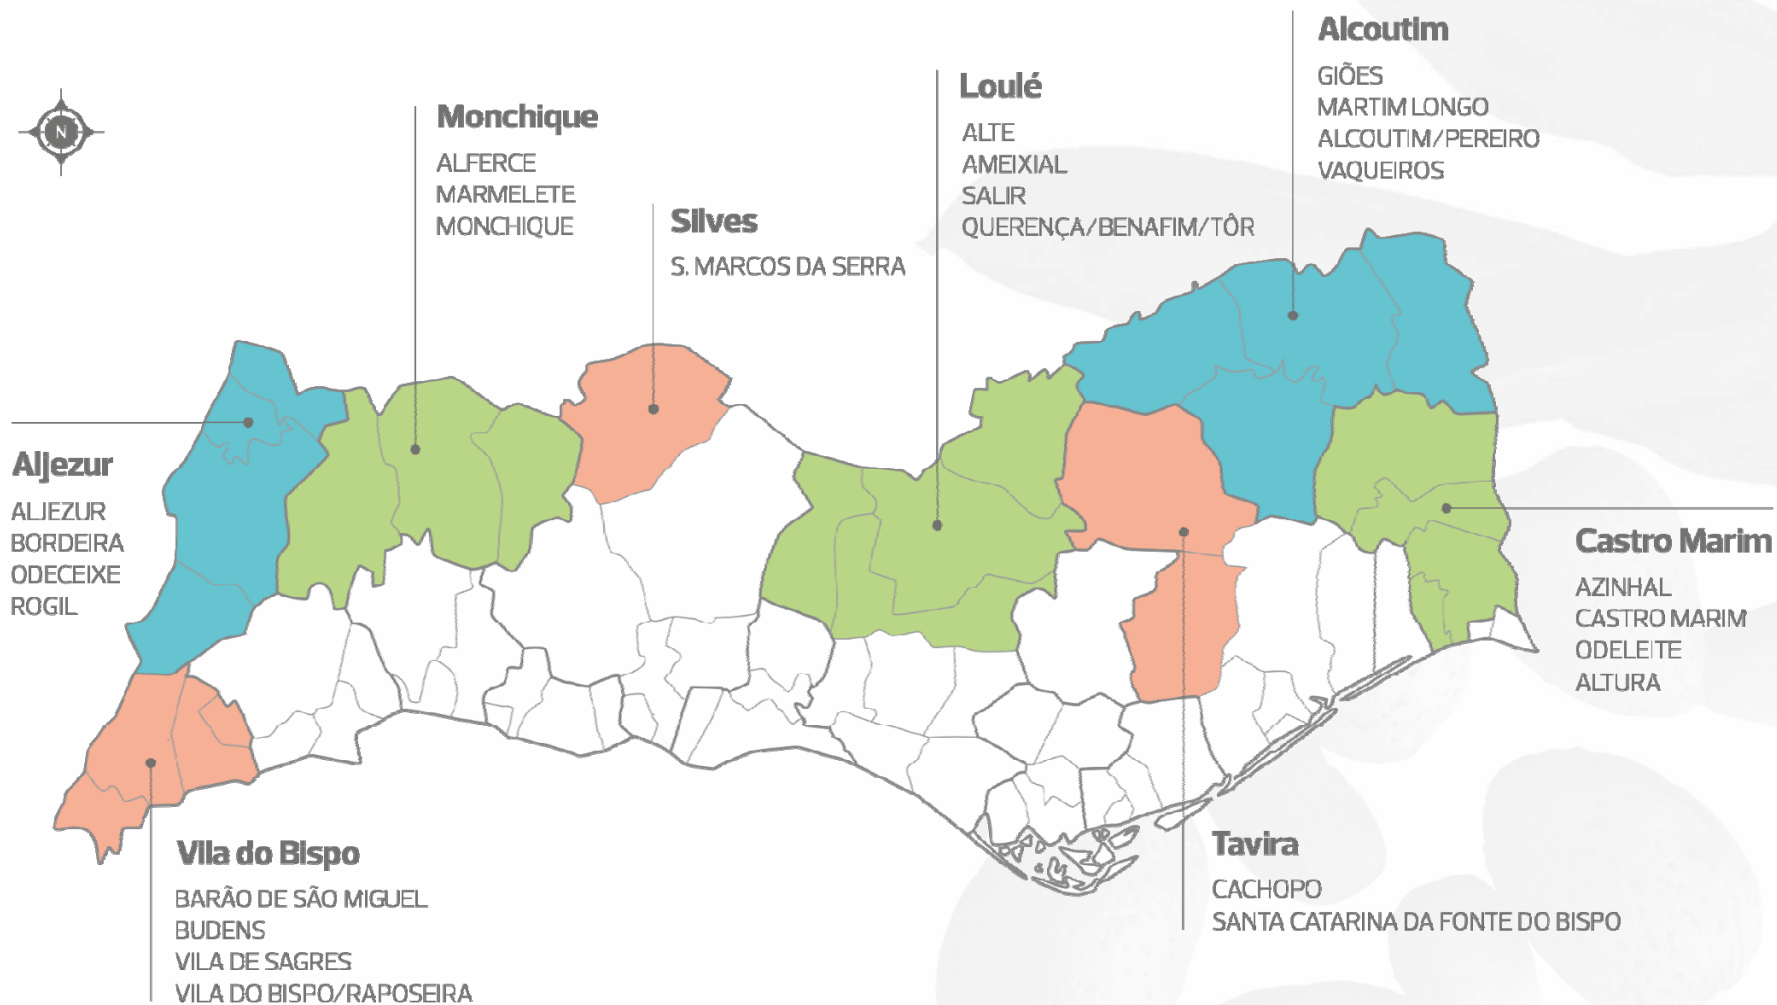 N
Monchique
ALFERCE
MARMELETE
MONCHIQUE
Silves
S. MARCOS DA SERRA
Loulé
ALTE
AMEIXIAL
SALIR
QUERENÇA/BENAFIM/TÔR
Alcoutim
GIÕES
MARTIM LONGO
ALCOUTIM/PEREIRO
VAQUEIROS
Aljezur
ALJEZUR
BORDEIRA
ODECEIXE
ROGIL
Castro Marim
AZINHAL
CASTRO MARIM
ODELEITE
ALTURA
Vila do Bispo
BARÃO DE SÃO MIGUEL
BUDENS
VILA DE SAGRES
VILA DO BISPO/RAPOSEIRA
Tavira
CACHOPO
SANTA CATARINA DA FONTE DO BISPO